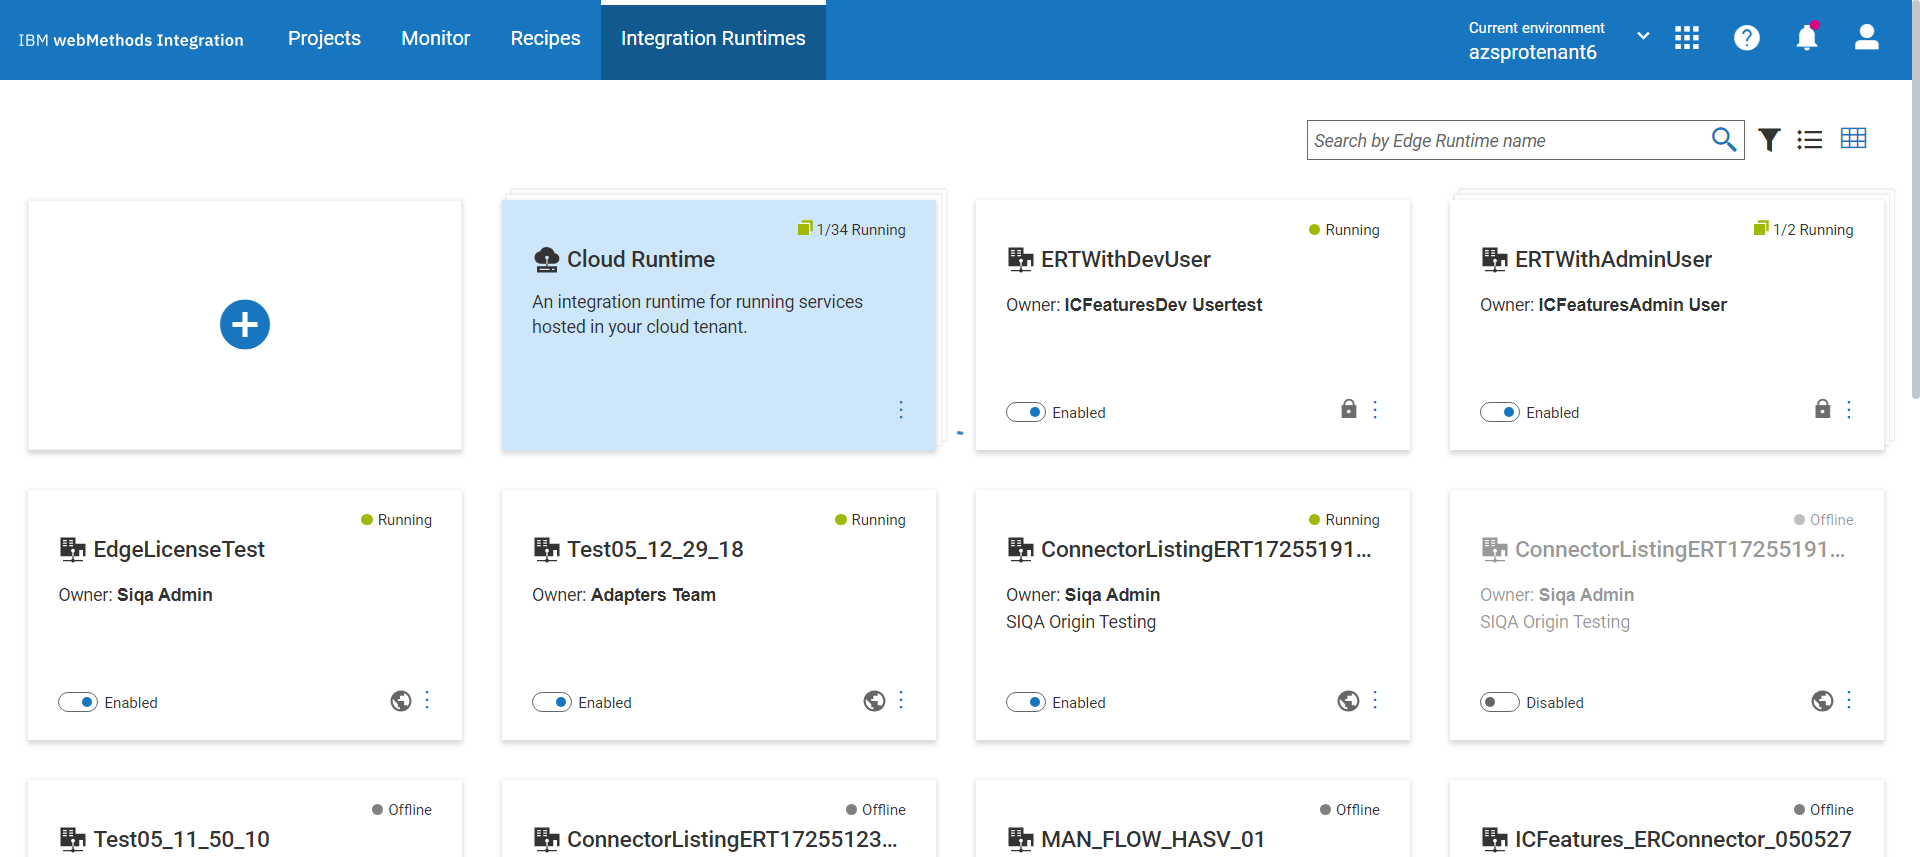 IBM webMethods Integration
Projects
Monitor
Recipes
Integration Runtimes
Current environment
azsprotenant6
Search by Edge Runtime name
1/34 Running
Cloud Runtime
An integration runtime for running services
hosted in your cloud tenant.
Running
ERTWithDevUser
Owner: ICFeaturesDev Usertest
Enabled
1/2 Running
ERTWithAdminUser
Owner: ICFeaturesAdmin User
Enabled
Running
EdgeLicenseTest
Owner: Siqa Admin
Enabled
Running
Test05_12_29_18
Owner: Adapters Team
Enabled
Running
ConnectorListingERT17255191...
Owner: Siqa Admin
SIQA Origin Testing
Enabled
Offline
ConnectorListingERT17255191...
Owner: Siqa Admin
SIQA Origin Testing
Disabled
Offline
Test05_11_50_10
Offline
ConnectorListingERT17255123...
Offline
MAN_FLOW_HASV_01
Offline
ICFeatures_ERConnector_050527